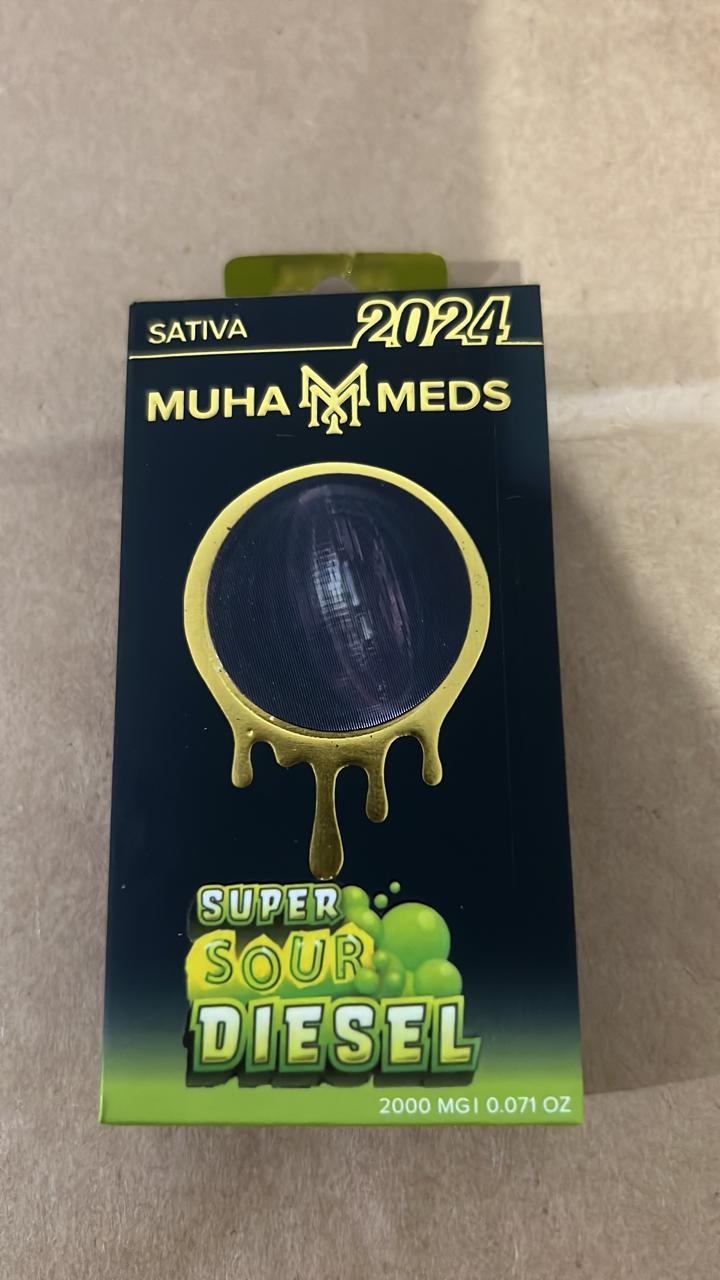 SATIVA 2024
MUHA M MEDS
SUPER
SOUR
DIESEL
2000 MG| 0.071 OZ